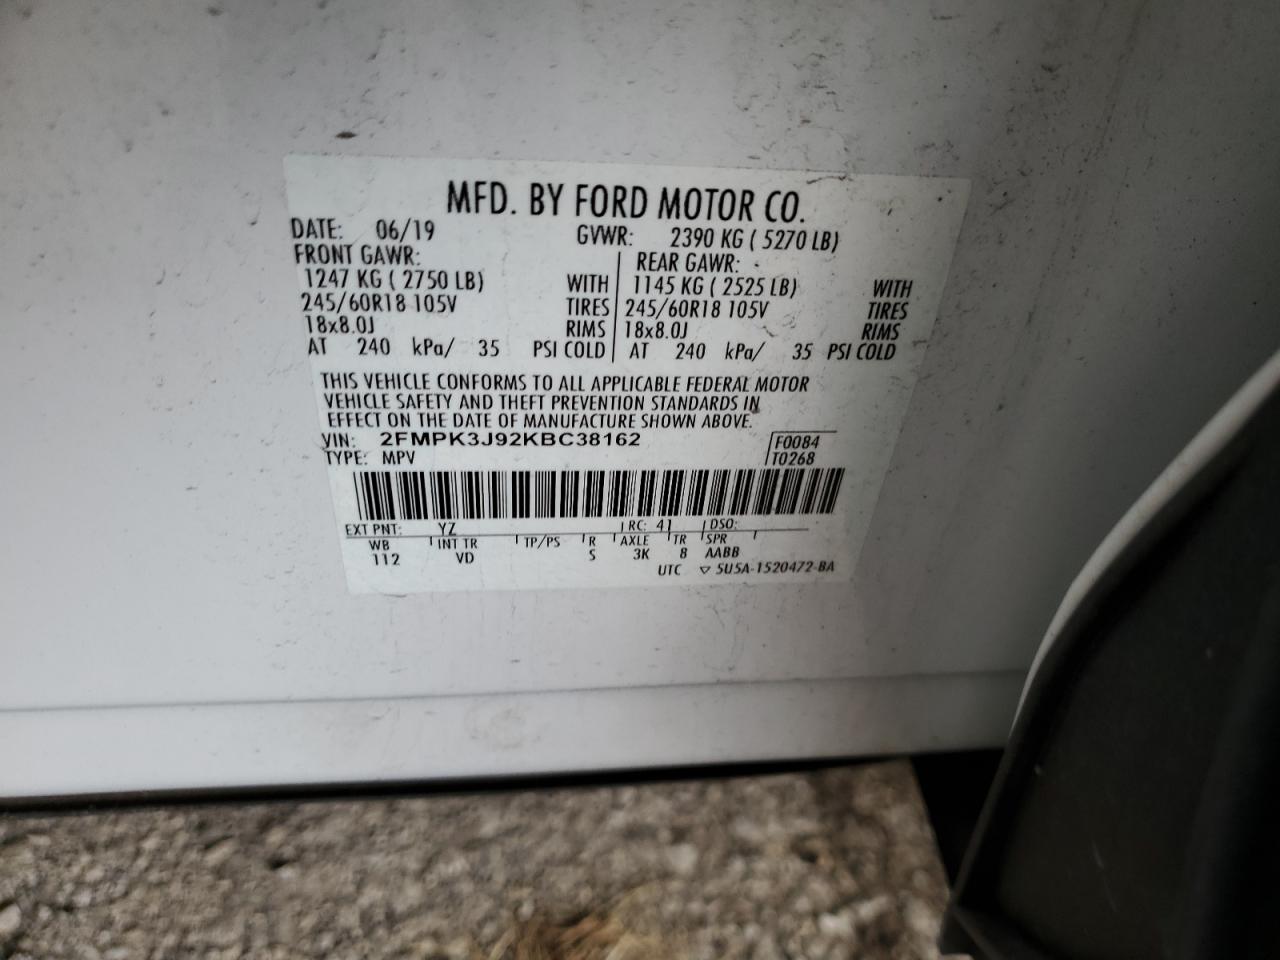 MFD. BY FORD MOTOR CO.
DATE: 06/19 GVWR: 2390 KG ( 5270 LB)
FRONT GAWR: REAR GAWR:
1247 KG ( 2750 LB) WITH 1145 KG ( 2525 LB) WITH
245/60R18 105V TIRES 245/60R18 105V TIRES
18x8.0J RIMS 18x8.0J RIMS
AT 240 kPa/ 35 PSI COLD AT 240 kPa/ 35 PSI COLD
THIS VEHICLE CONFORMS TO ALL APPLICABLE FEDERAL MOTOR
VEHICLE SAFETY AND THEFT PREVENTION STANDARDS IN
EFFECT ON THE DATE OF MANUFACTURE SHOWN ABOVE.
VIN: 2FMPK3J92KBC38162 F0084
TYPE: MPV T0268
EXT PNT: YZ RC: 41 DSO:
WB INT TR TP/PS R AXLE TR SPR
112 VD S 3K 8 AABB
UTC ▽ 5U5A-1520472-BA